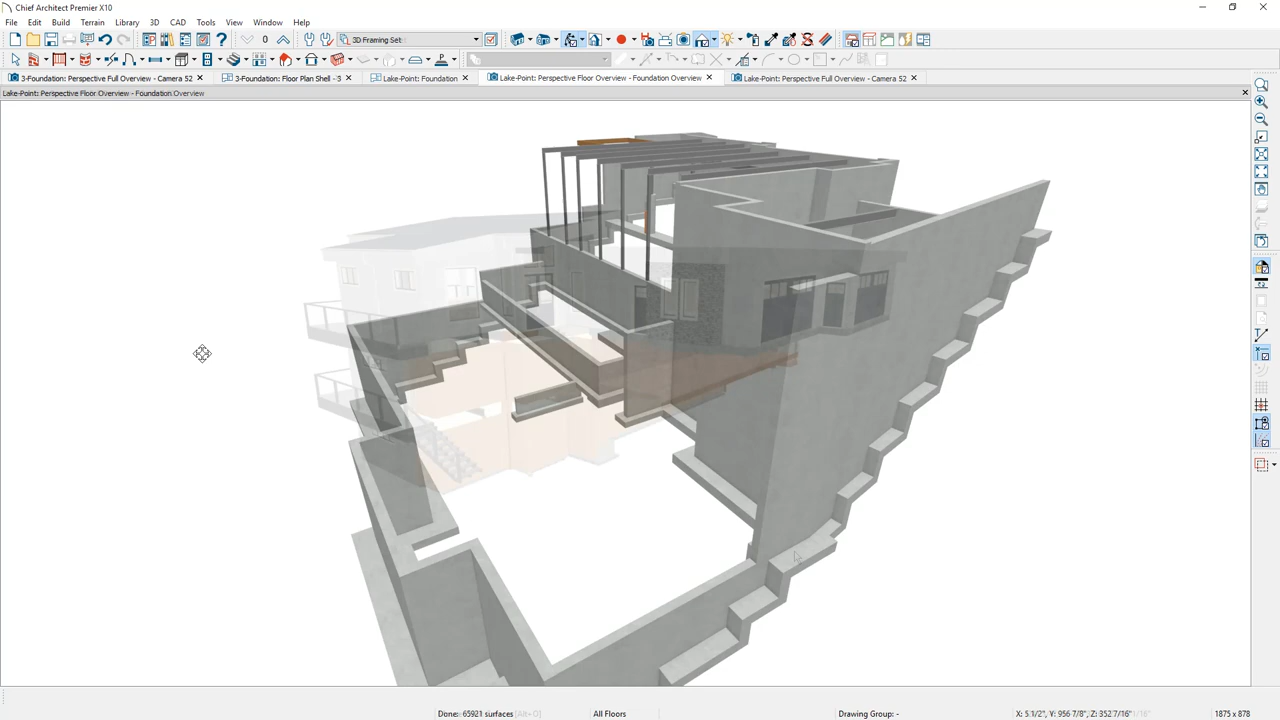 Chief Architect Premier X10
File Edit Build Terrain Library 3D CAD Tools View Window Help
0 3D Framing Set
3-Foundation: Perspective Full Overview - Camera 52 3-Foundation: Floor Plan Shell - 3 Lake-Point: Foundation Lake-Point: Perspective Floor Overview - Foundation Overview Lake-Point: Perspective Full Overview - Camera 52
Lake-Point: Perspective Floor Overview - Foundation Overview
Done: 65921 surfaces All Floors Drawing Group: - 1875 x 878